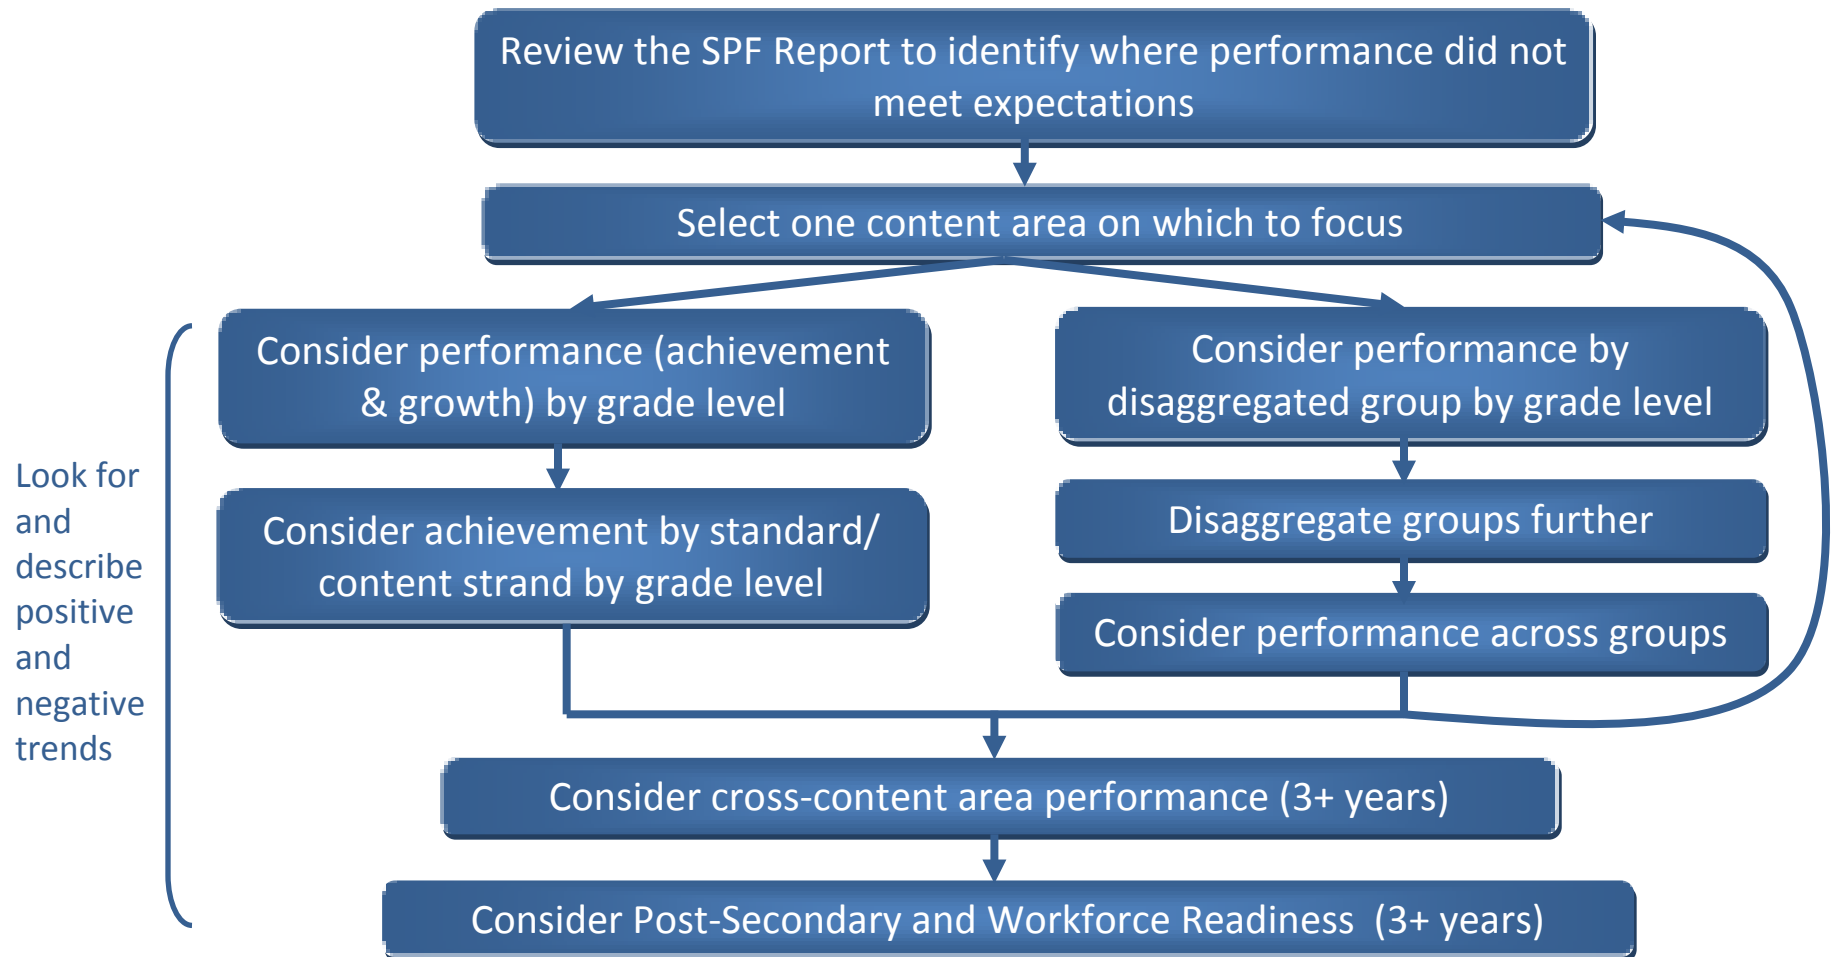 Review the SPF Report to identify where performance did not
meet expectations
Select one content area on which to focus
Consider performance (achievement
& growth) by grade level
Consider performance by
disaggregated group by grade level
Look for
and
describe
positive
and
negative
trends
Consider achievement by standard/
content strand by grade level
Disaggregate groups further
Consider performance across groups
Consider cross-content area performance (3+ years)
Consider Post-Secondary and Workforce Readiness  (3+ years)